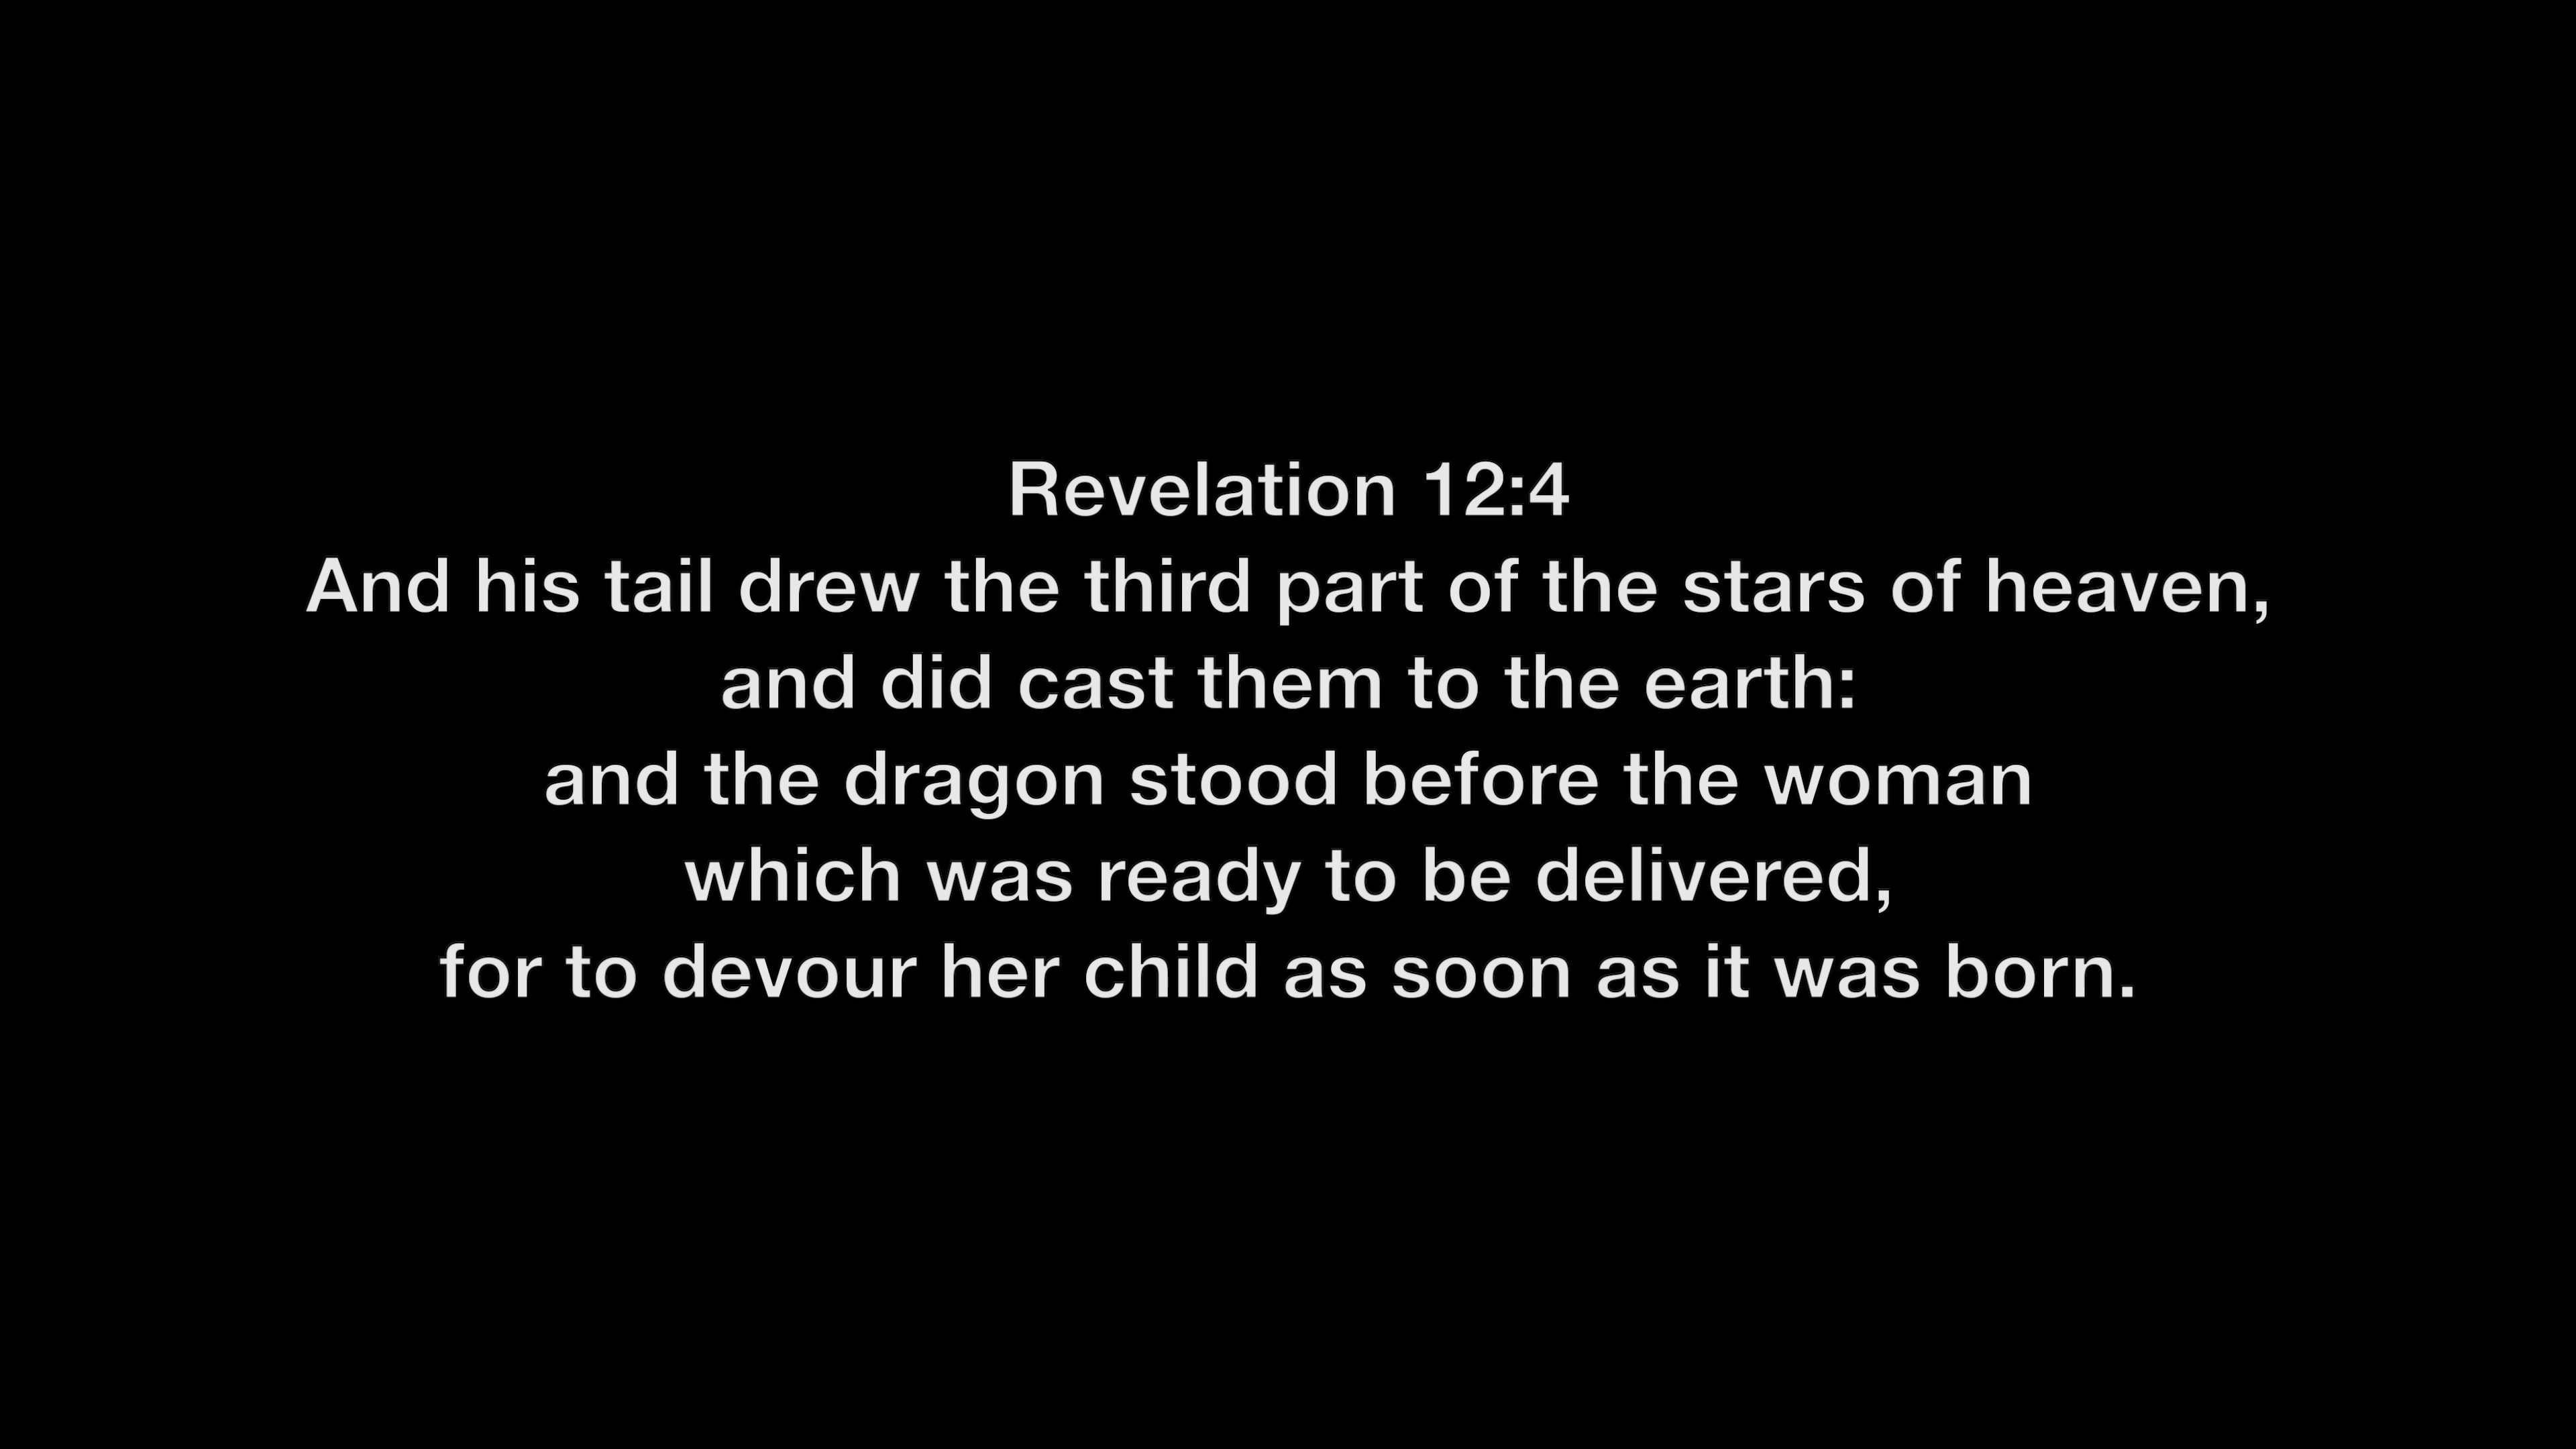 Revelation 12:4
And his tail drew the third part of the stars of heaven,
and did cast them to the earth:
and the dragon stood before the woman
which was ready to be delivered,
for to devour her child as soon as it was born.